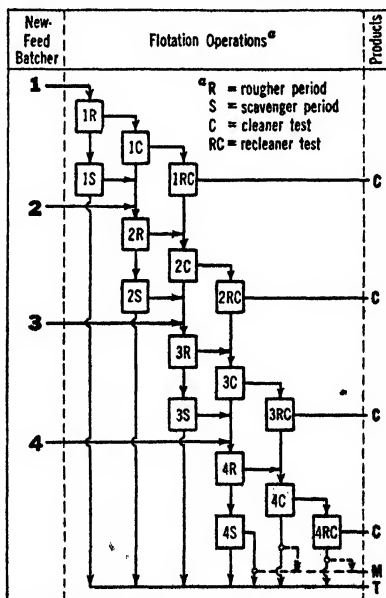 New-Feed Batcher
Flotation Operations a
Products
a R = rougher period
S = scavenger period
C = cleaner test
RC = recleaner test
1
1R
1C
1S
1RC
C
2
2R
2C
2S
2RC
C
3
3R
3C
3S
3RC
C
4
4R
4C
4S
4RC
C
M
T